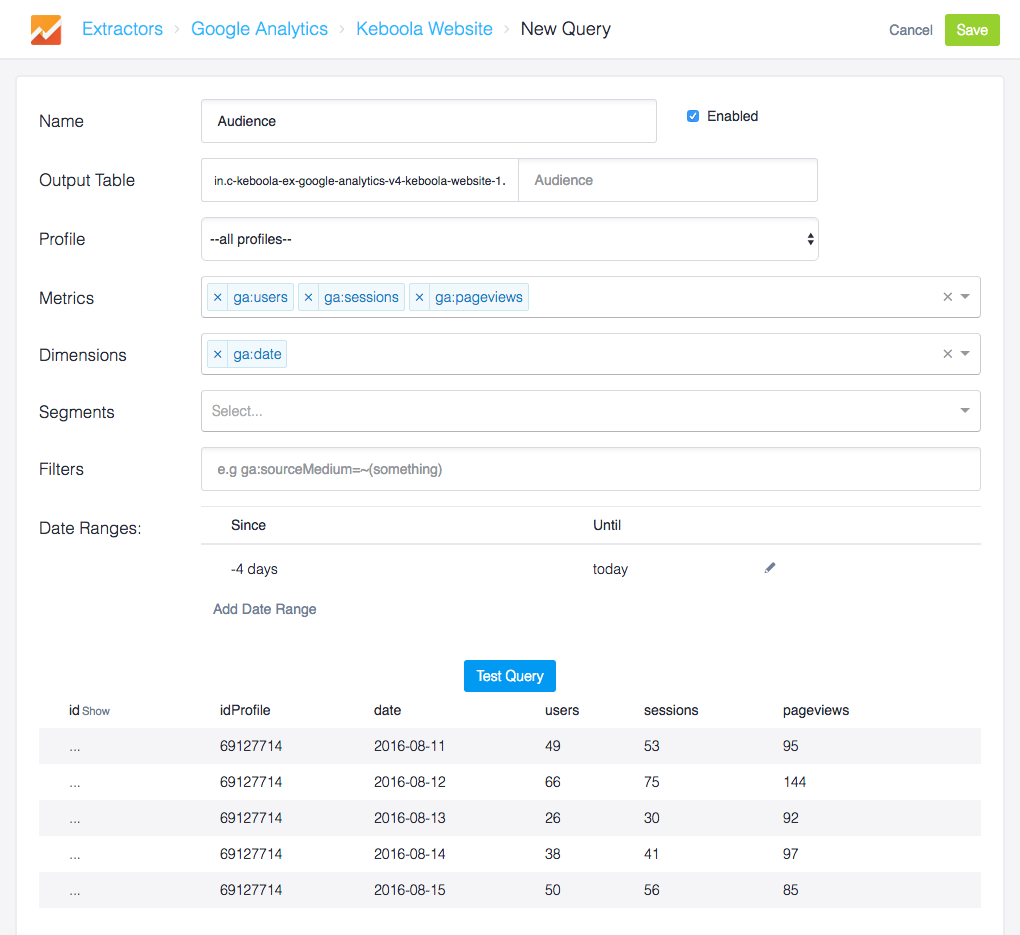 Extractors › Google Analytics › Keboola Website › New Query Cancel Save
Name Audience Enabled
Output Table in.c-keboola-ex-google-analytics-v4-keboola-website-1. Audience
Profile --all profiles--
Metrics × ga:users × ga:sessions × ga:pageviews ×
Dimensions × ga:date ×
Segments Select...
Filters e.g ga:sourceMedium=~(something)
Date Ranges: Since Until
-4 days today
Add Date Range
Test Query
id Show idProfile date users sessions pageviews
... 69127714 2016-08-11 49 53 95
... 69127714 2016-08-12 66 75 144
... 69127714 2016-08-13 26 30 92
... 69127714 2016-08-14 38 41 97
... 69127714 2016-08-15 50 56 85